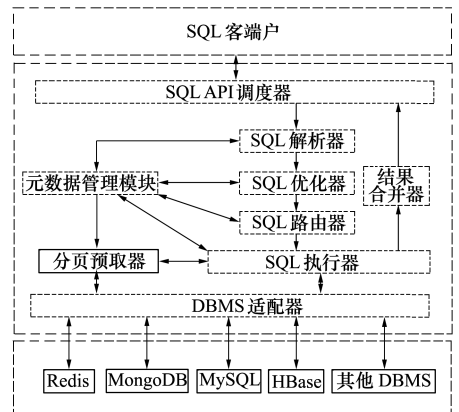 SQL 客户端
SQL API 调度器
SQL 解析器
元数据管理模块
SQL 优化器
结果
合并器
SQL 路由器
分页预取器
SQL 执行器
DBMS 适配器
Redis
MongoDB
MySQL
HBase
其他 DBMS